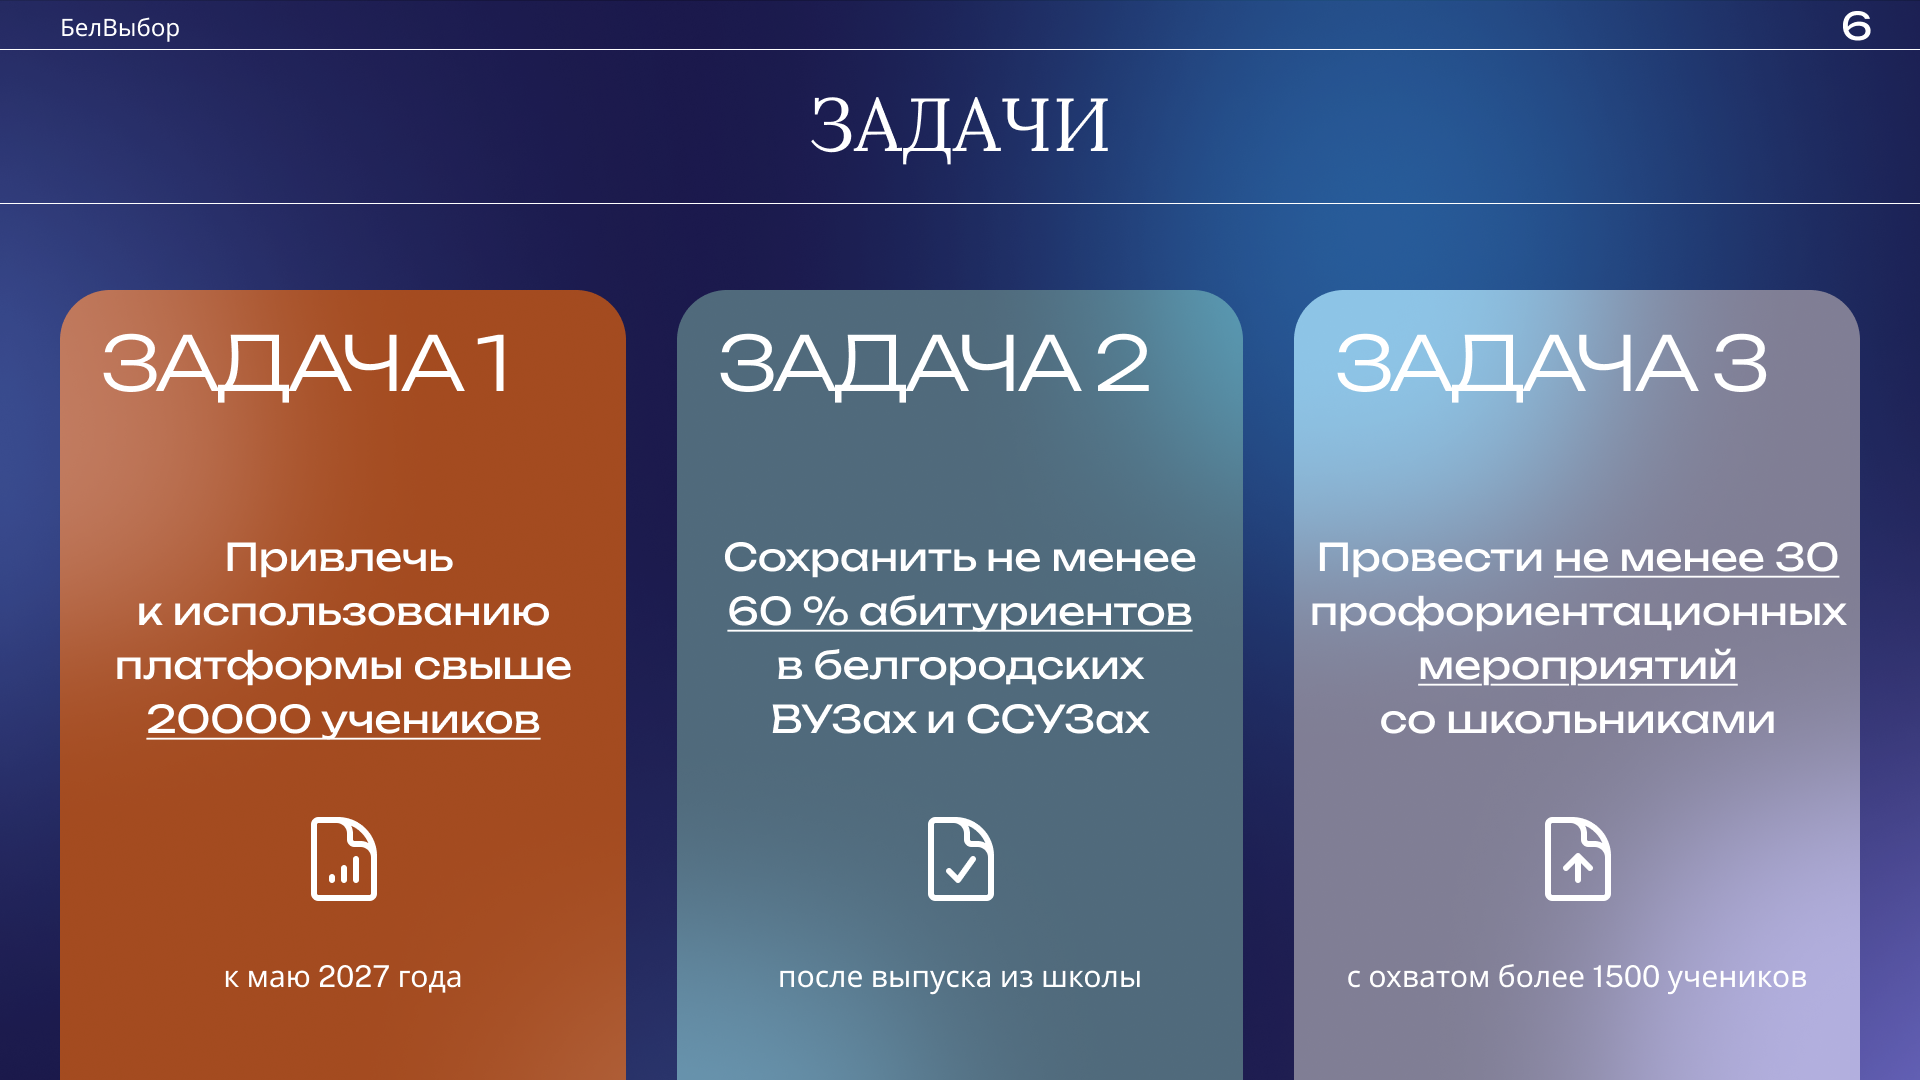 БелВыбор
6
ЗАДАЧИ
ЗАДАЧА 1
Привлечь
к использованию
платформы свыше
20000 учеников
к маю 2027 года
ЗАДАЧА 2
Сохранить не менее
60 % абитуриентов
в белгородских
ВУЗах и ССУЗах
после выпуска из школы
ЗАДАЧА 3
Провести не менее 30
профориентационных
мероприятий
со школьниками
с охватом более 1500 учеников